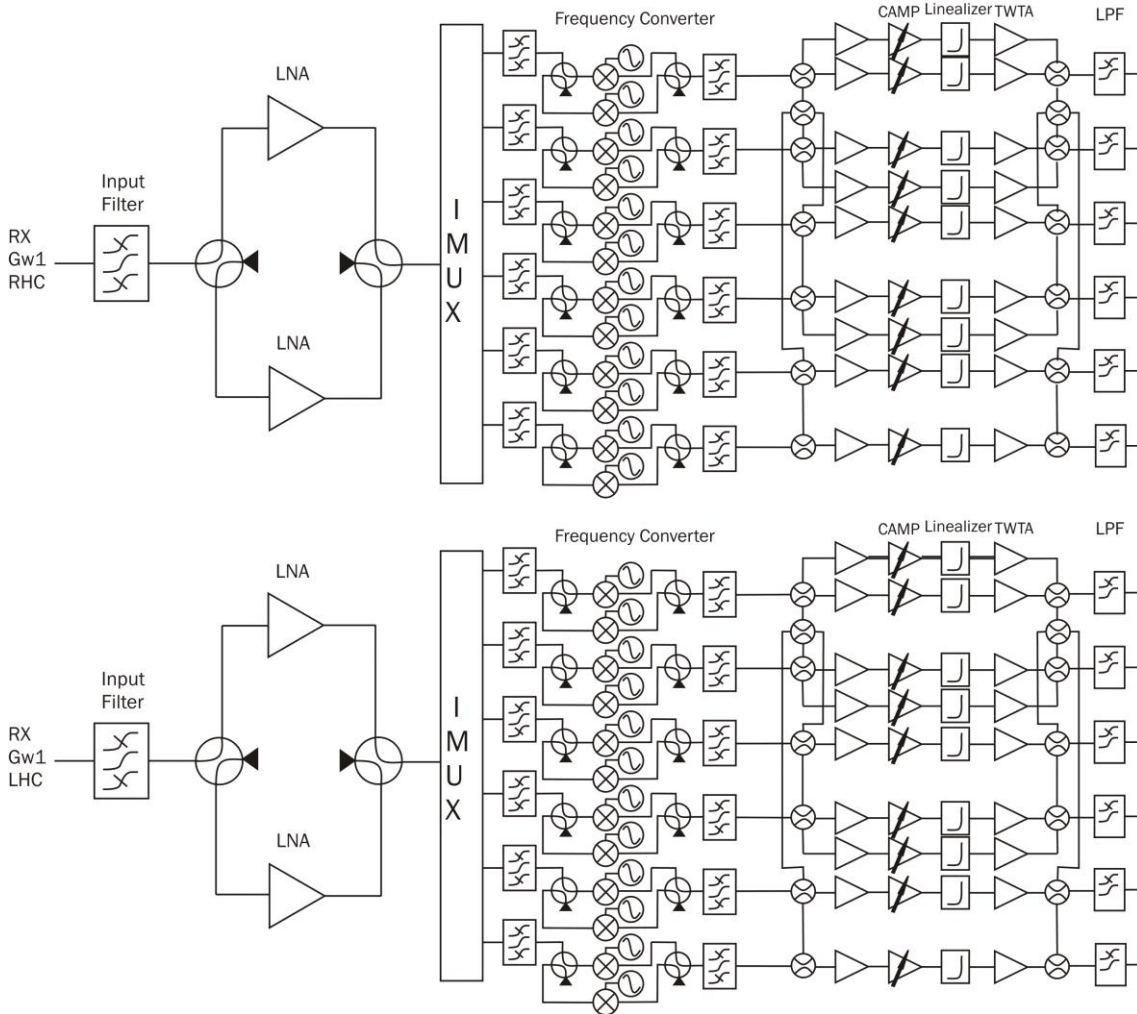 Frequency Converter
CAMP Linealizer TWTA
LPF
LNA
Input
Filter
RX
Gw1
RHC
LNA
I
M
U
X
Frequency Converter
CAMP Linealizer TWTA
LPF
LNA
Input
Filter
RX
Gw1
LHC
LNA
I
M
U
X